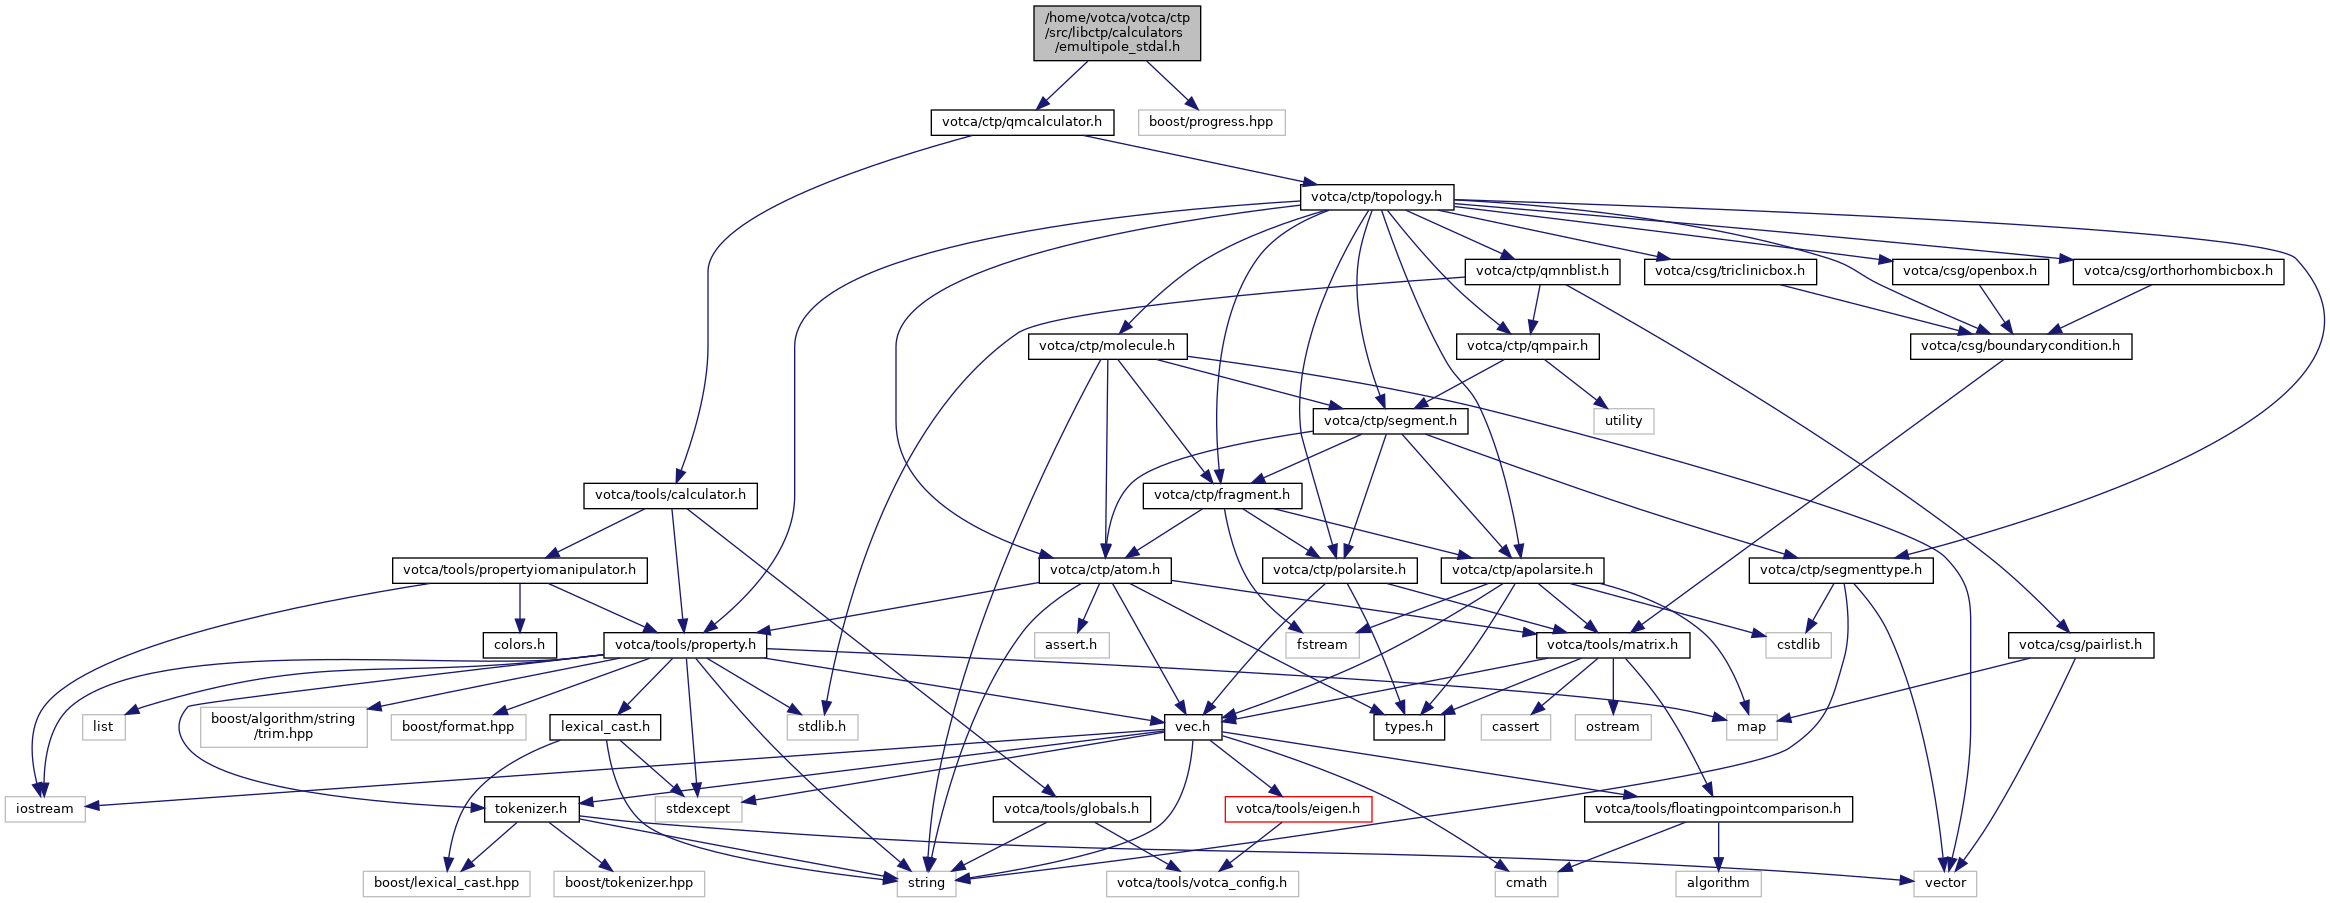 /home/votca/votca/ctp
/src/libctp/calculators
/emultipole_stdal.h
votca/ctp/qmcalculator.h
boost/progress.hpp
votca/ctp/topology.h
votca/ctp/qmnblist.h
votca/csg/triclinicbox.h
votca/csg/openbox.h
votca/csg/orthorhombicbox.h
votca/ctp/molecule.h
votca/ctp/qmpair.h
votca/csg/boundarycondition.h
votca/ctp/segment.h
utility
votca/tools/calculator.h
votca/ctp/fragment.h
votca/tools/propertyiomanipulator.h
votca/ctp/atom.h
votca/ctp/polarsite.h
votca/ctp/apolarsite.h
votca/ctp/segmenttype.h
colors.h
votca/tools/property.h
assert.h
fstream
votca/tools/matrix.h
cstdlib
votca/csg/pairlist.h
list
boost/algorithm/string
/trim.hpp
boost/format.hpp
lexical_cast.h
stdlib.h
vec.h
types.h
cassert
ostream
map
iostream
tokenizer.h
stdexcept
votca/tools/globals.h
votca/tools/eigen.h
votca/tools/floatingpointcomparison.h
boost/lexical_cast.hpp
boost/tokenizer.hpp
string
votca/tools/votca_config.h
cmath
algorithm
vector